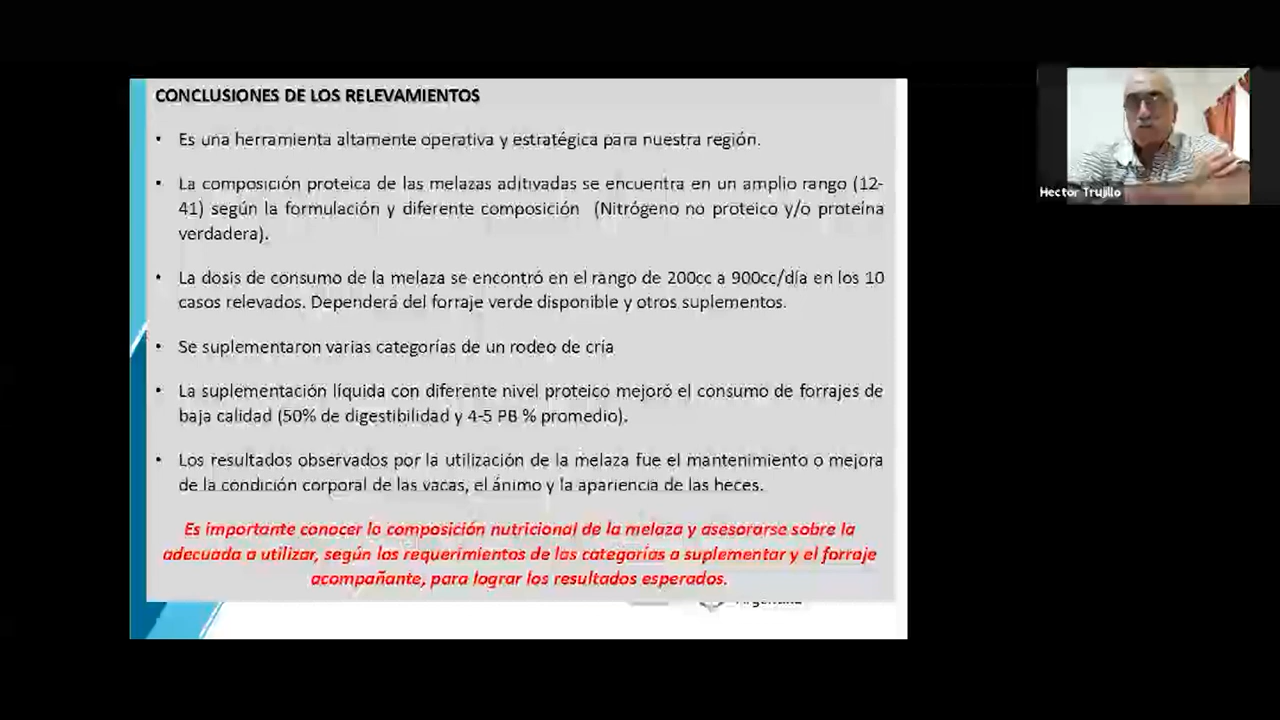 CONCLUSIONES DE LOS RELEVAMIENTOS
• Es una herramienta altamente operativa y estratégica para nuestra región.
• La composición proteica de las melazas aditivadas se encuentra en un amplio rango (12-
41) según la formulación y diferente composición (Nitrógeno no proteico y/o proteína
verdadera).
• La dosis de consumo de la melaza se encontró en el rango de 200cc a 900cc/día en los 10
casos relevados. Dependerá del forraje verde disponible y otros suplementos.
• Se suplementaron varias categorías de un rodeo de cría
• La suplementación líquida con diferente nivel proteico mejoró el consumo de forrajes de
baja calidad (50% de digestibilidad y 4-5 PB % promedio).
• Los resultados observados por la utilización de la melaza fue el mantenimiento o mejora
de la condición corporal de las vacas, el ánimo y la apariencia de las heces.
Es importante conocer la composición nutricional de la melaza y asesorarse sobre la
adecuada a utilizar, según los requerimientos de las categorías a suplementar y el forraje
acompañante, para lograr los resultados esperados.
Hector Trujillo